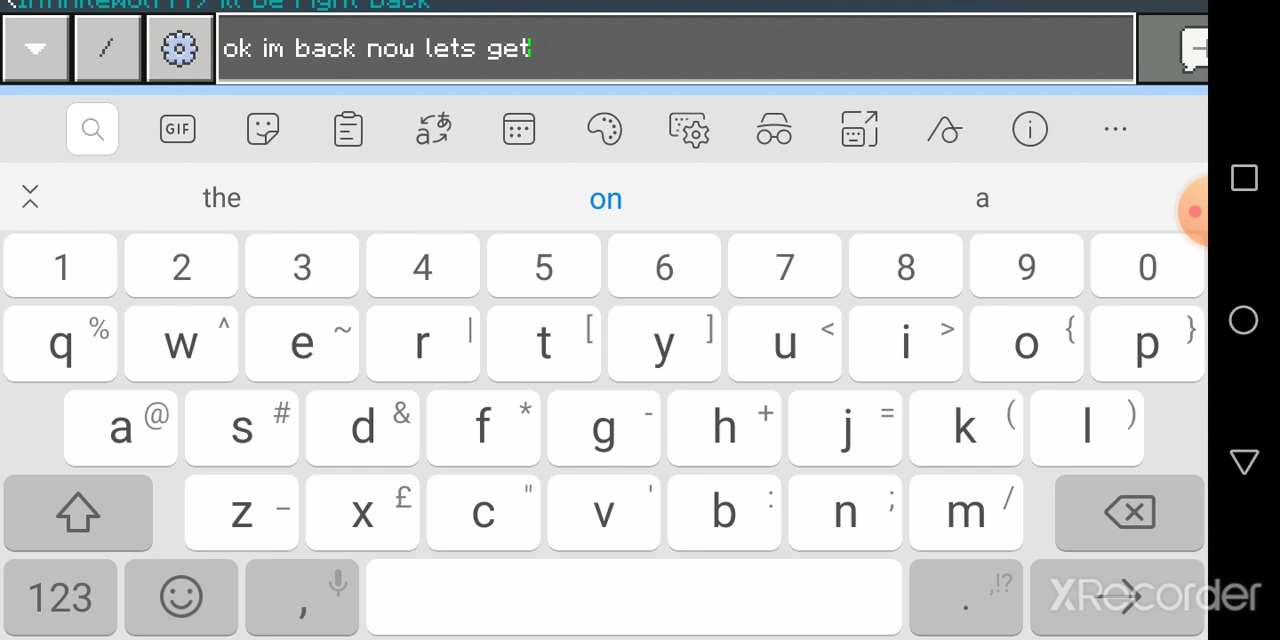 ok im back now lets get
GIF
the on a
1 2 3 4 5 6 7 8 9 0
q % w ^ e ~ r | t [ y ] u < i > o { p }
a @ s # d & f * g - h + j = k ( l )
z _ x £ c " v ' b : n ; m /
123 , . ,!?
XRecorder